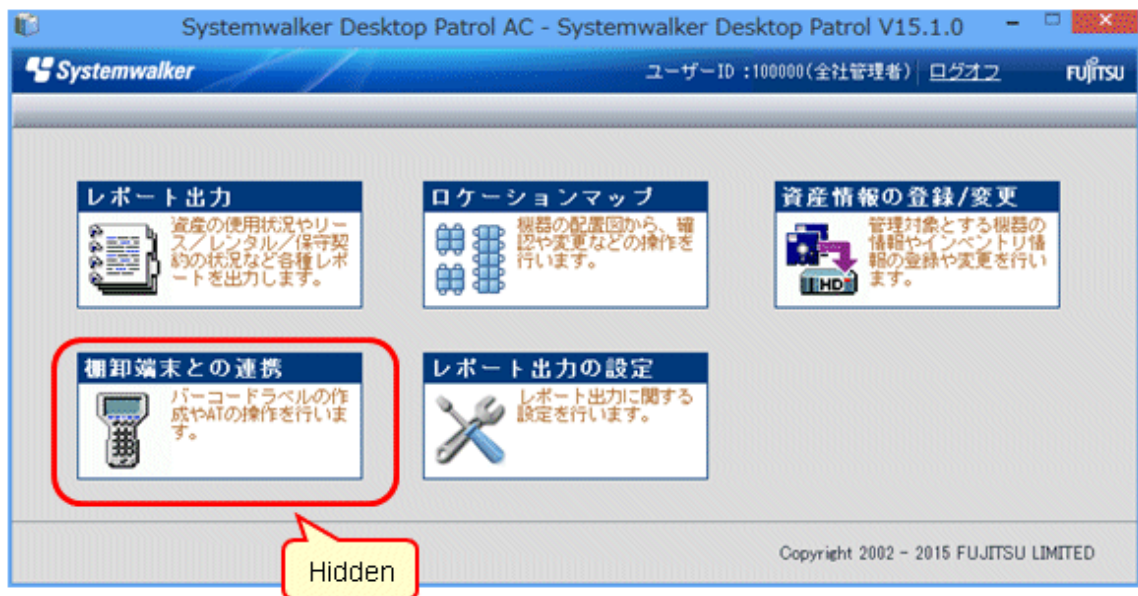 Systemwalker Desktop Patrol AC - Systemwalker Desktop Patrol V15.1.0
Systemwalker
ユーザーID :100000(全社管理者)
ログオフ
FUJITSU
レポート出力
資産の使用状況やリー
ス／レンタル／保守契
約の状況など各種レポ
ートを出力します。
ロケーションマップ
機器の配置図から、確
認や変更などの操作を
行います。
資産情報の登録/変更
管理対象とする機器の
情報やインベントリ情
報の登録や変更を行い
ます。
HD
棚卸端末との連携
バーコードラベルの作
成やATの操作を行いま
す。
レポート出力の設定
レポート出力に関する
設定を行います。
Hidden
Copyright 2002 - 2015 FUJITSU LIMITED